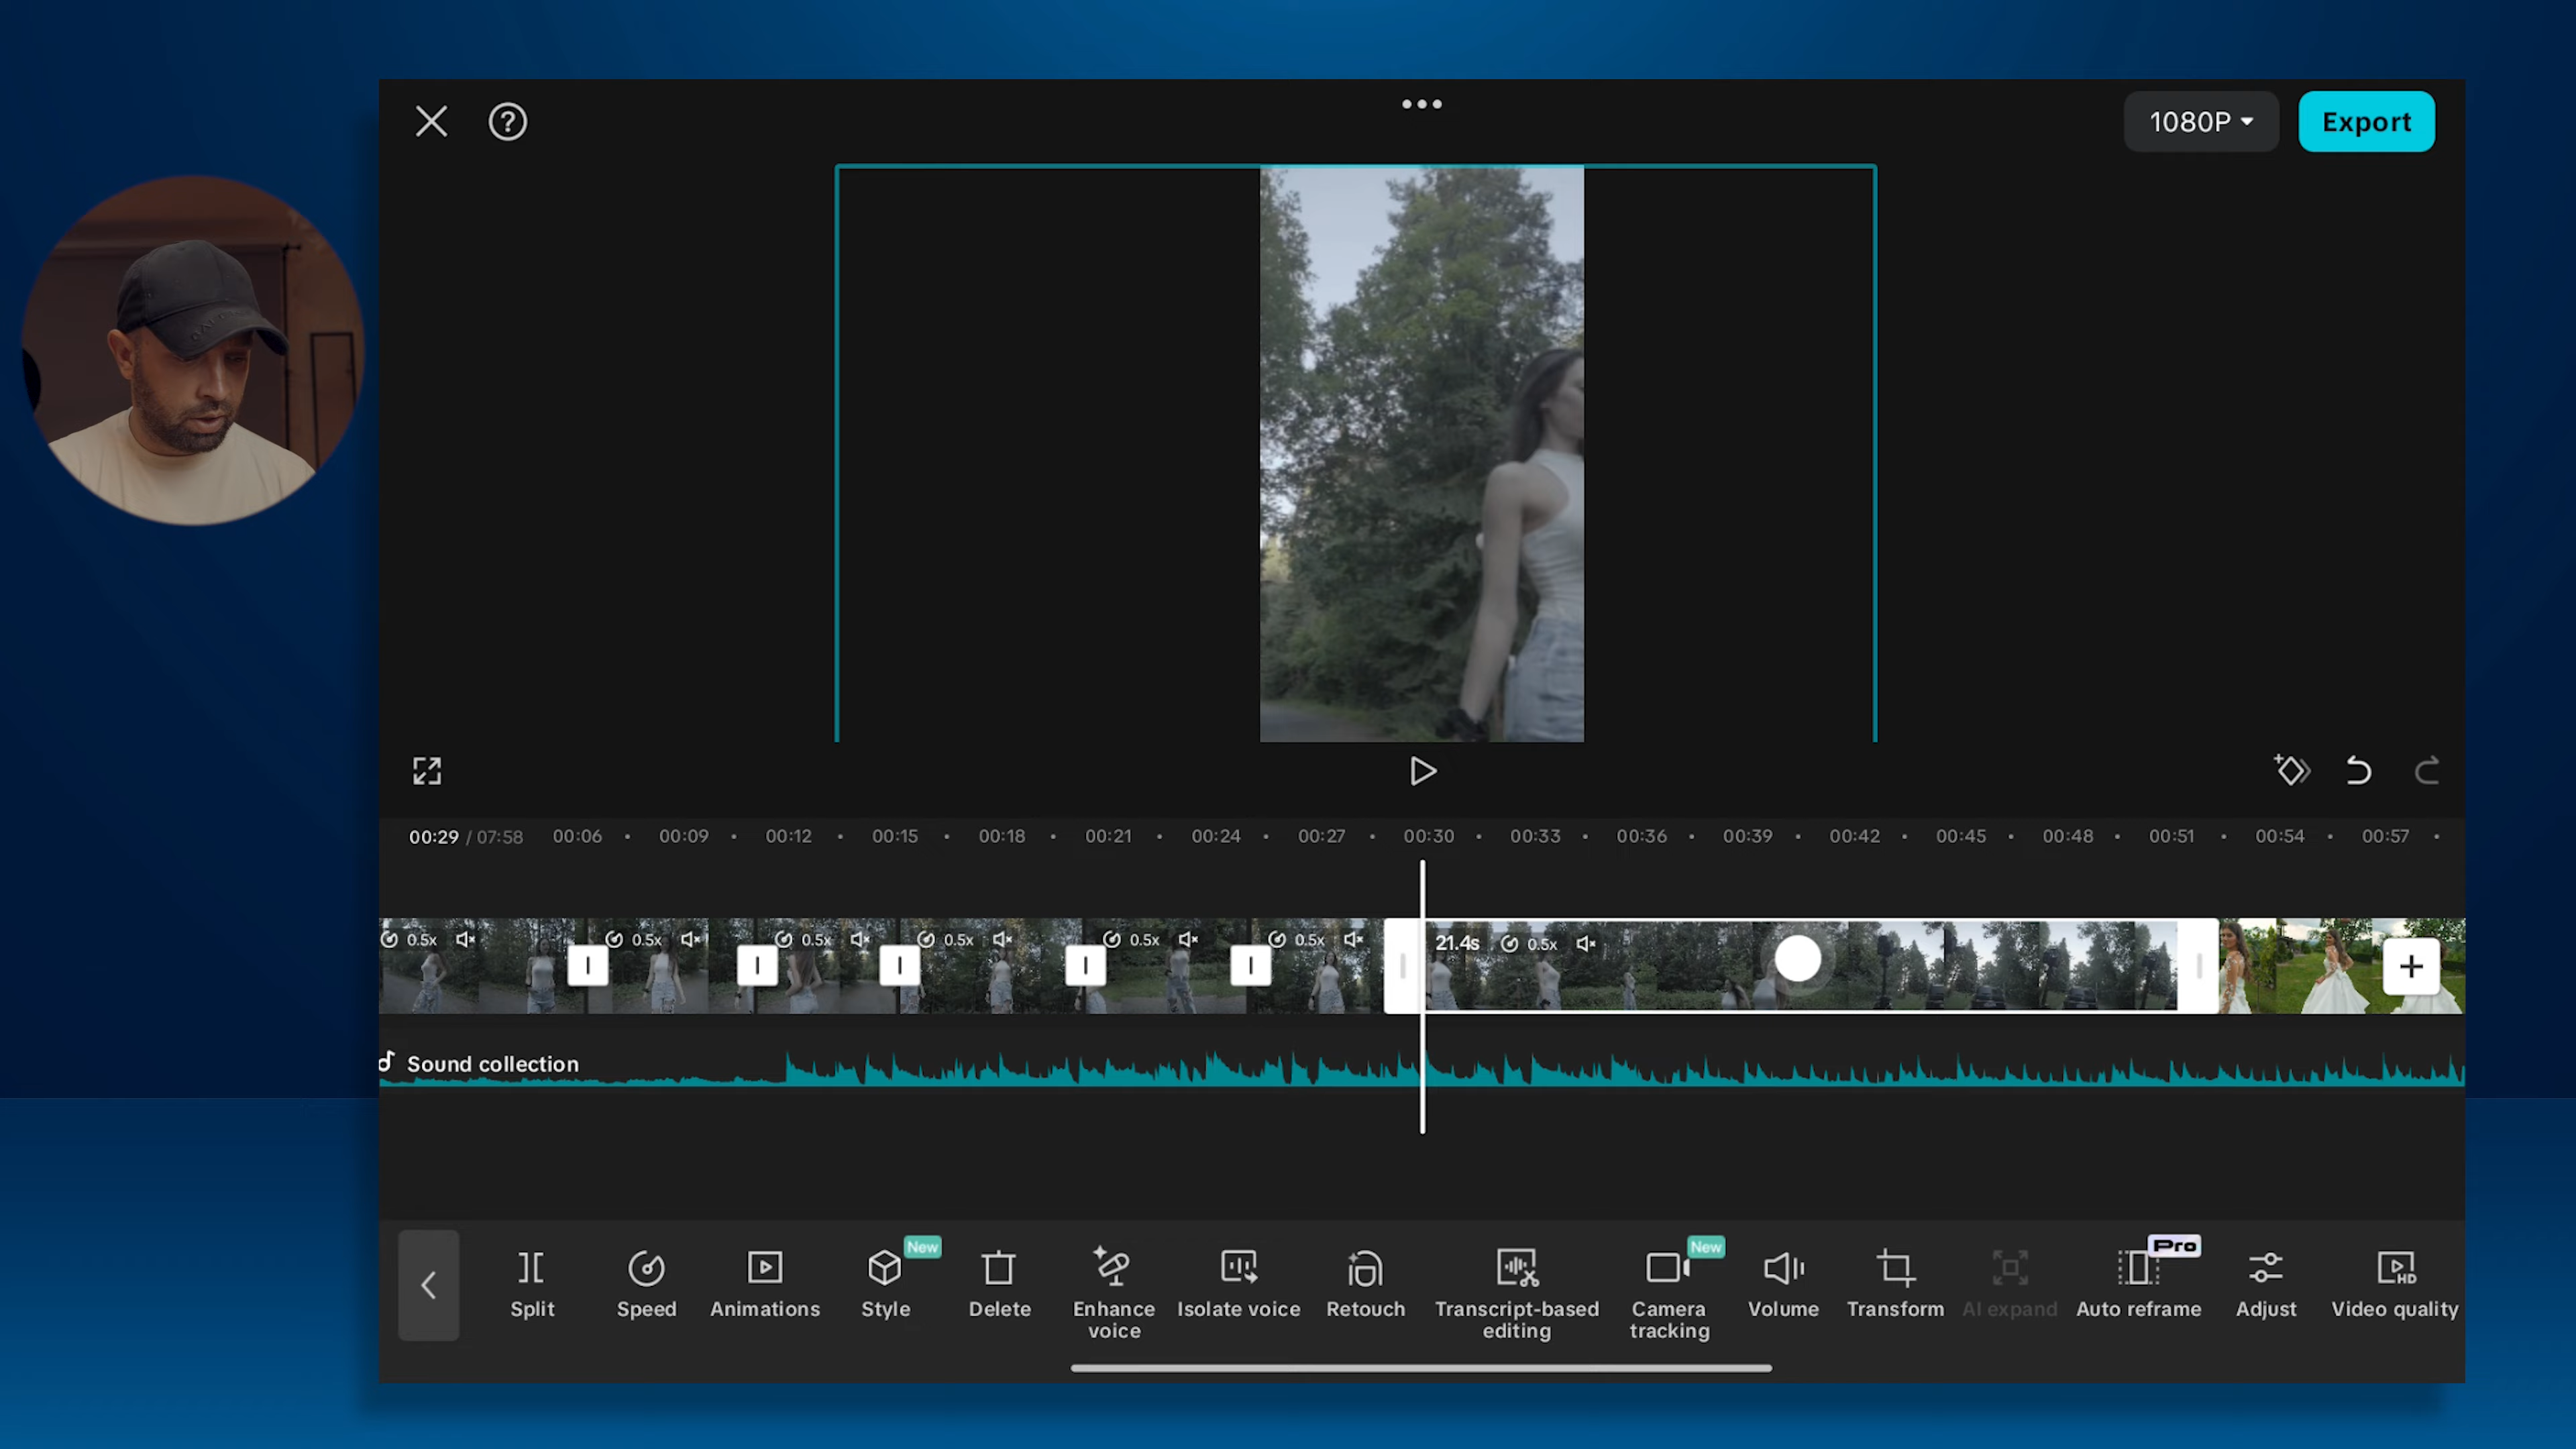 1080P
Export
00:29 / 07:58 00:06 00:09 00:12 00:15 00:18 00:21 00:24 00:27 00:30 00:33 00:36 00:39 00:42 00:45 00:48 00:51 00:54 00:57
0.5x 0.5x 0.5x 0.5x 0.5x 0.5x 21.4s 0.5x
Sound collection
New
New
Pro
HD
Split Speed Animations Style Delete Enhance voice Isolate voice Retouch Transcript-based editing Camera tracking Volume Transform AI expand Auto reframe Adjust Video quality